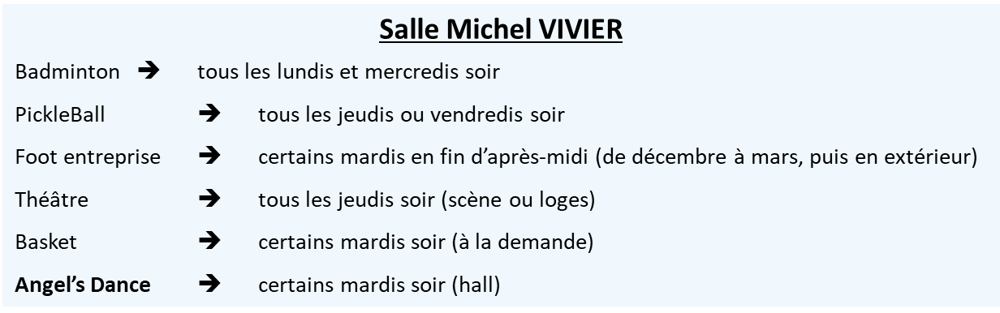 Salle Michel VIVIER
Badminton ➔ tous les lundis et mercredis soir
PickleBall ➔ tous les jeudis ou vendredis soir
Foot entreprise ➔ certains mardis en fin d’après-midi (de décembre à mars, puis en extérieur)
Théâtre ➔ tous les jeudis soir (scène ou loges)
Basket ➔ certains mardis soir (à la demande)
Angel’s Dance ➔ certains mardis soir (hall)